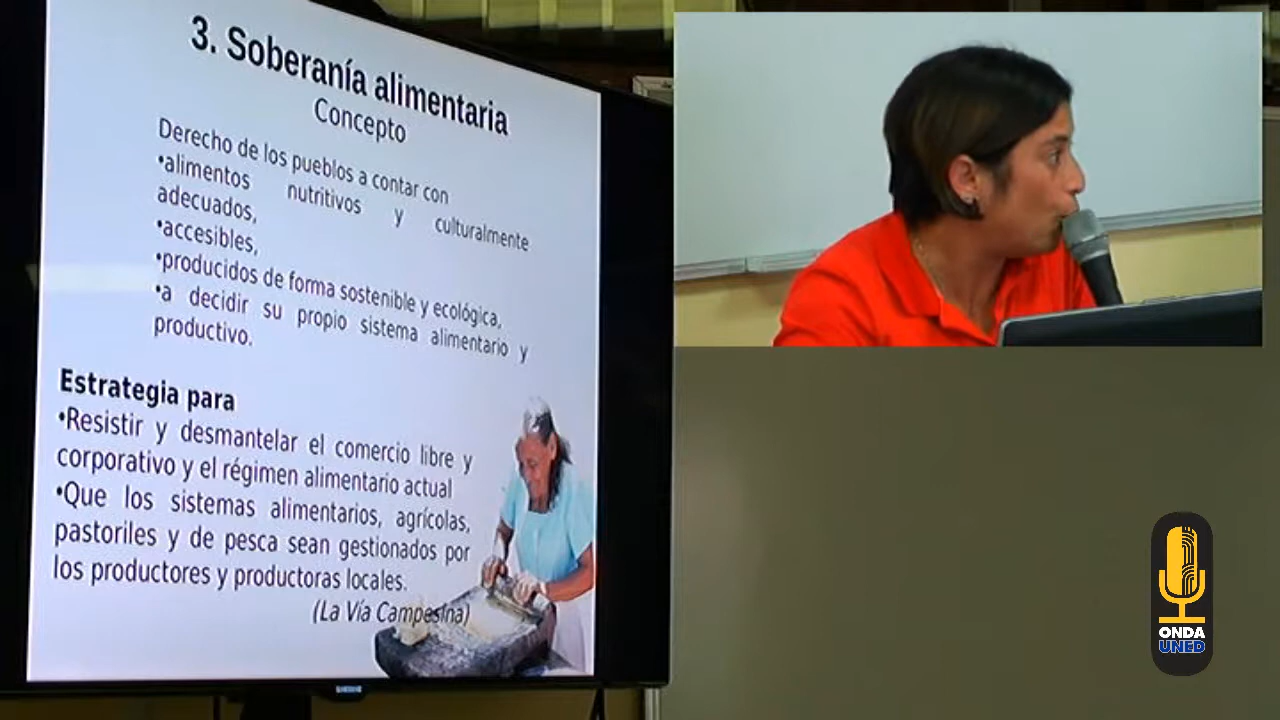 3. Soberanía alimentaria
Concepto
Derecho de los pueblos a contar con
•alimentos nutritivos y culturalmente
adecuados,
•accesibles,
•producidos de forma sostenible y ecológica,
•a decidir su propio sistema alimentario y
productivo.
Estrategia para
•Resistir y desmantelar el comercio libre y
corporativo y el régimen alimentario actual
•Que los sistemas alimentarios, agrícolas,
pastoriles y de pesca sean gestionados por
los productores y productoras locales.
(La Vía Campesina)
SAMSUNG
ONDA
UNED